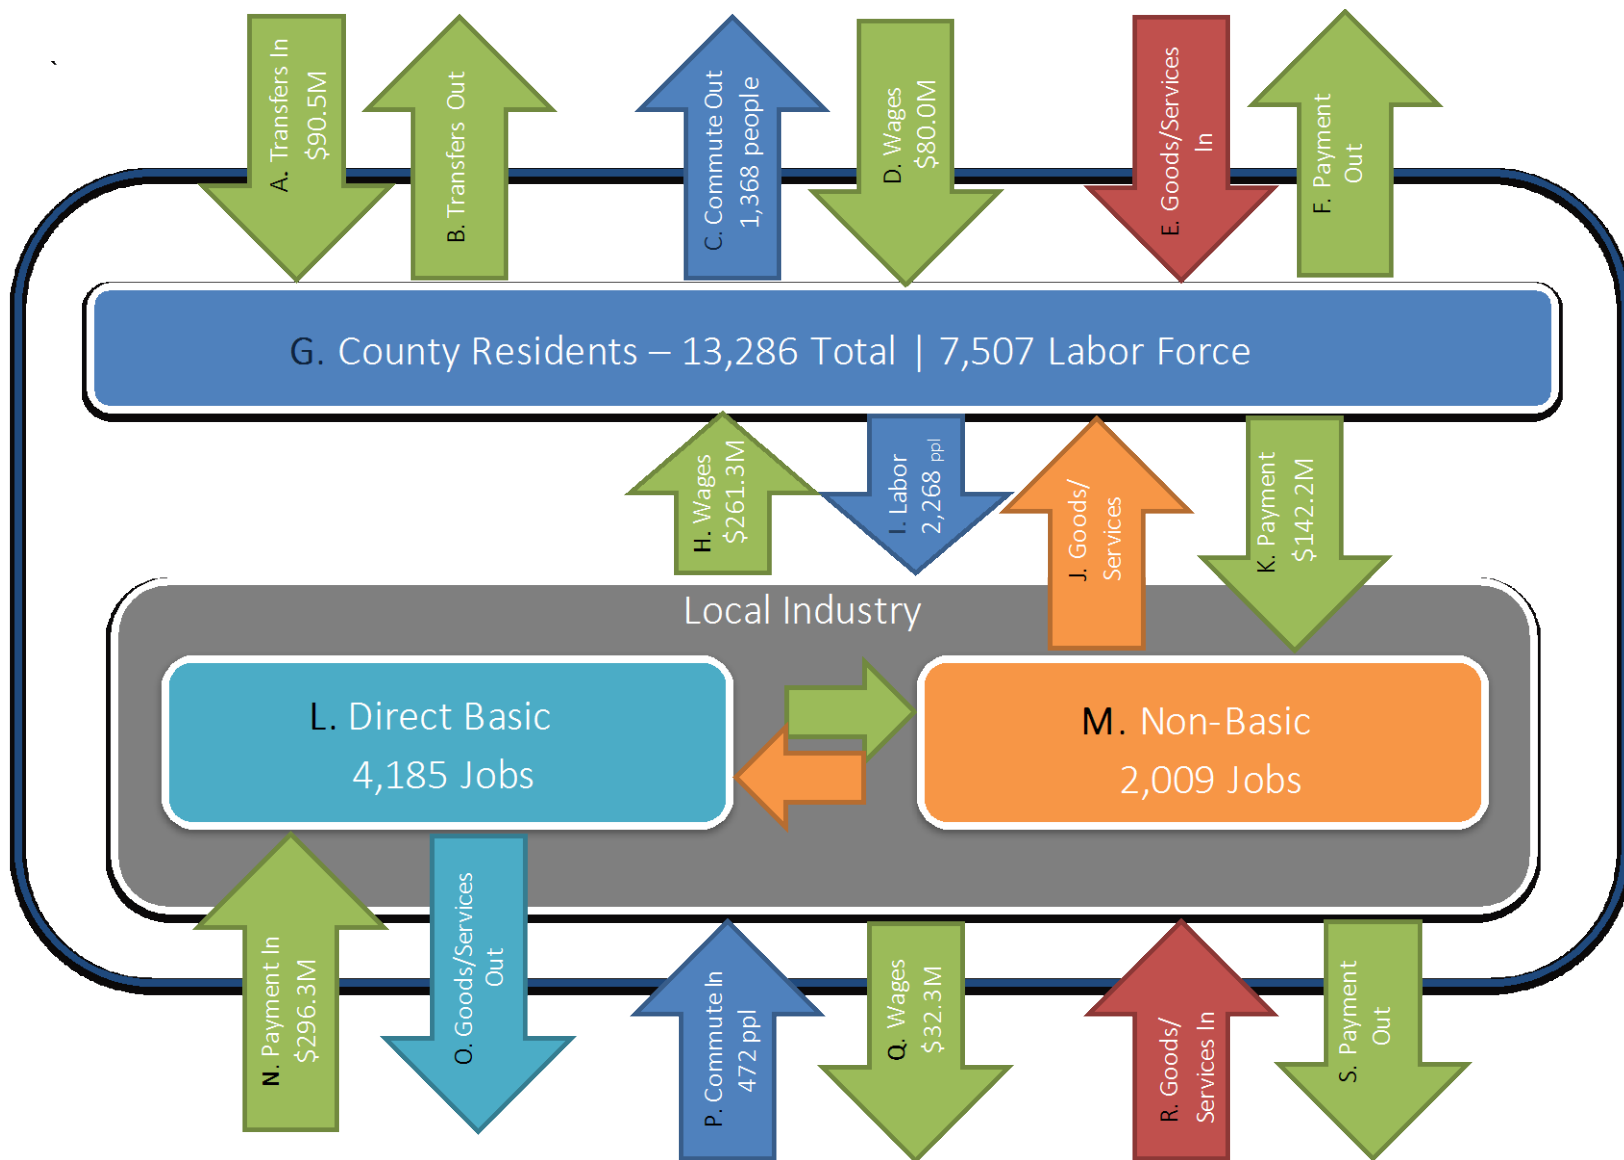 A. Transfers In
$90.5M
B. Transfers Out
C. Commute Out
1,368 people
D. Wages
$80.0M
E. Goods/Services
In
F. Payment
Out
G. County Residents – 13,286 Total | 7,507 Labor Force
H. Wages
$261.3M
I. Labor
2,268 ppl
J. Goods/
Services
K. Payment
$142.2M
Local Industry
L. Direct Basic
4,185 Jobs
M. Non-Basic
2,009 Jobs
N. Payment In
$296.3M
O. Goods/Services
Out
P. Commute In
472 ppl
Q. Wages
$32.3M
R. Goods/
Services In
S. Payment
Out